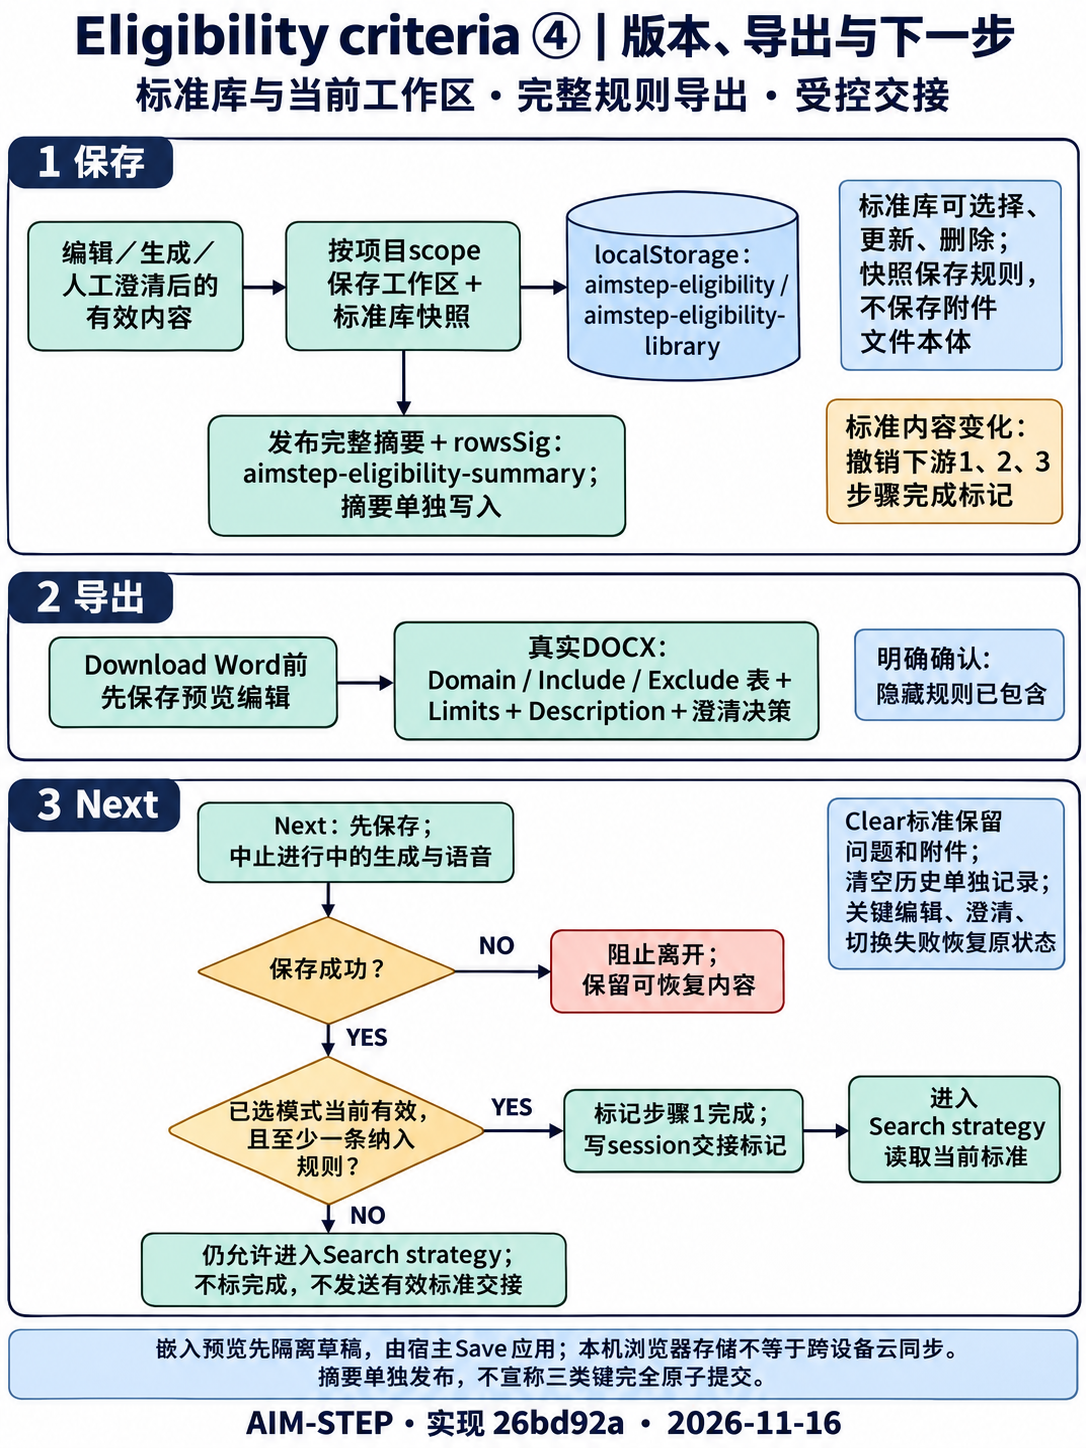 Eligibility criteria ④ | 版本、导出与下一步
标准库与当前工作区 • 完整规则导出 • 受控交接
1 保存
编辑／生成／
人工澄清后的
有效内容
按项目scope
保存工作区＋
标准库快照
localStorage：
aimstep-eligibility /
aimstep-eligibility-
library
标准库可选择、
更新、删除；
快照保存规则，
不保存附件
文件本体
发布完整摘要＋rowsSig：
aimstep-eligibility-summary；
摘要单独写入
标准内容变化：
撤销下游1、2、3
步骤完成标记
2 导出
Download Word前
先保存预览编辑
真实DOCX：
Domain / Include / Exclude 表＋
Limits＋Description＋澄清决策
明确确认：
隐藏规则已包含
3 Next
Next：先保存；
中止进行中的生成与语音
Clear标准保留
问题和附件；
清空历史单独记录；
关键编辑、澄清、
切换失败恢复原状态
保存成功？
NO
阻止离开；
保留可恢复内容
YES
已选模式当前有效，
且至少一条纳入
规则？
YES
标记步骤1完成；
写session交接标记
进入
Search strategy
读取当前标准
NO
仍允许进入Search strategy；
不标完成，不发送有效标准交接
嵌入预览先隔离草稿，由宿主Save应用；本机浏览器存储不等于跨设备云同步。
摘要单独发布，不宣称三类键完全原子提交。
AIM-STEP • 实现 26bd92a • 2026-11-16